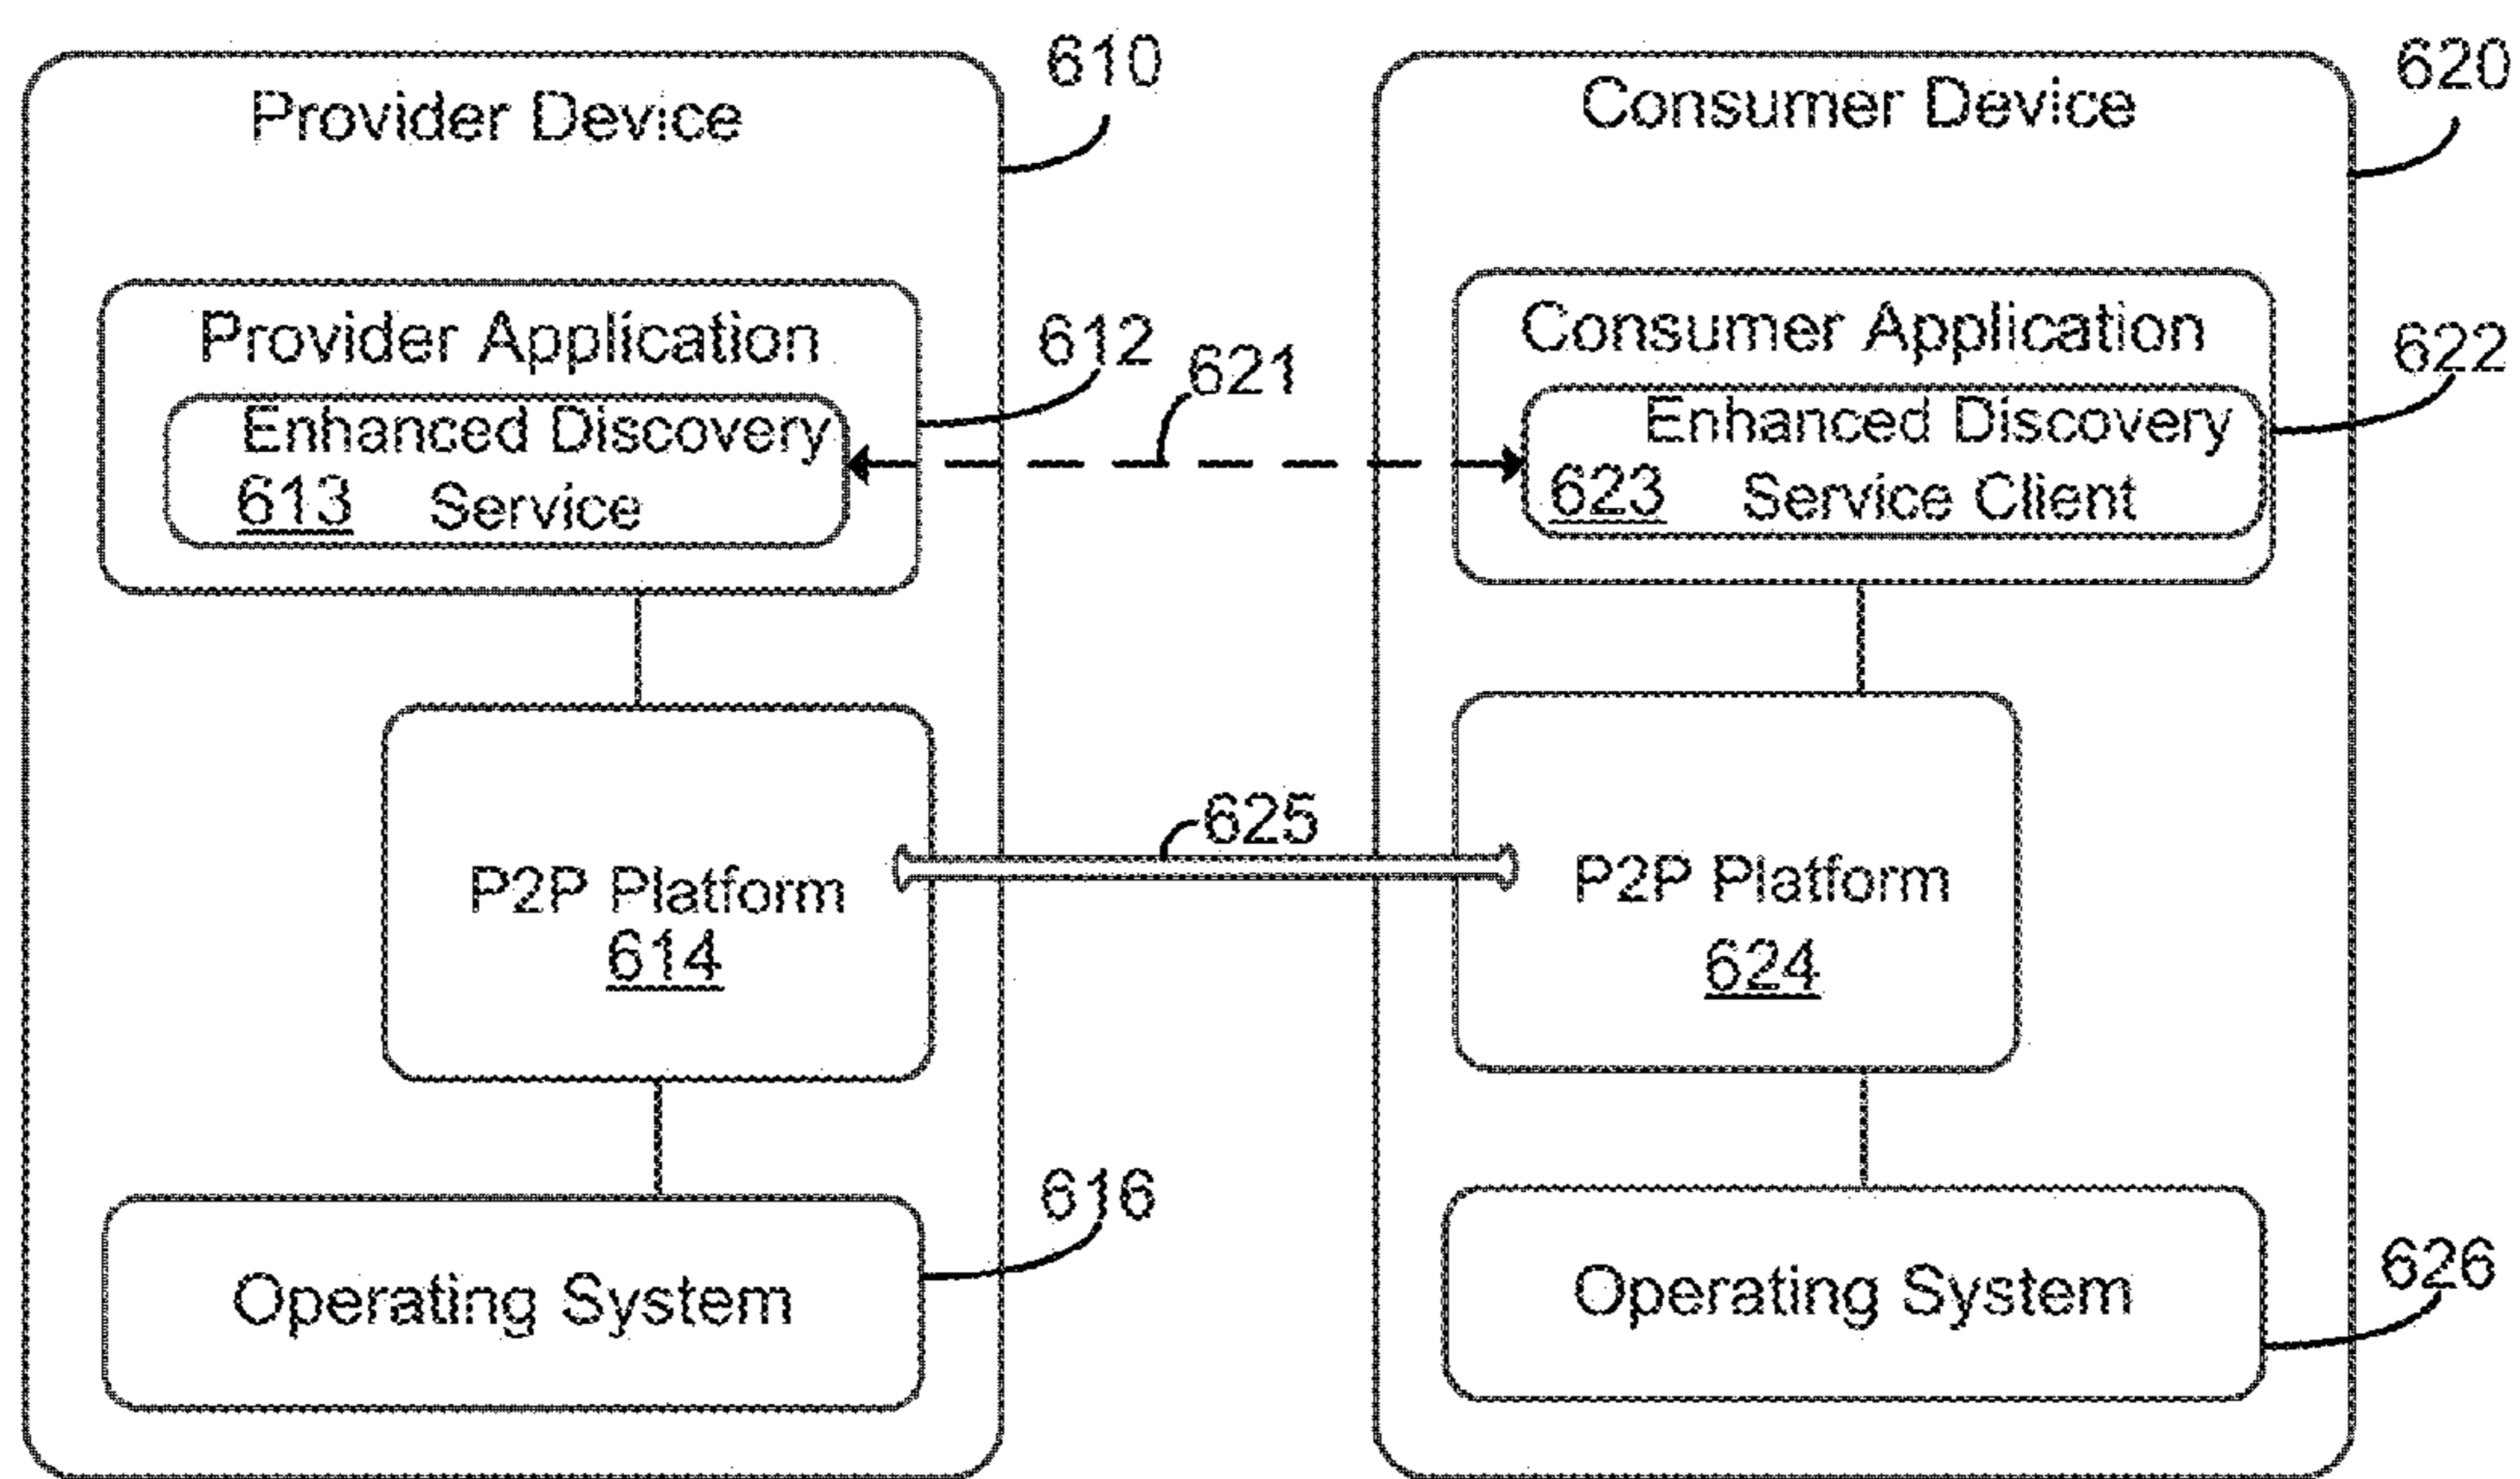 610
620
Provider Device
Consumer Device
Provider Application
612
621
Consumer Application
622
Enhanced Discovery
613 Service
Enhanced Discovery
623 Service Client
625
P2P Platform
614
P2P Platform
624
616
Operating System
626
Operating System